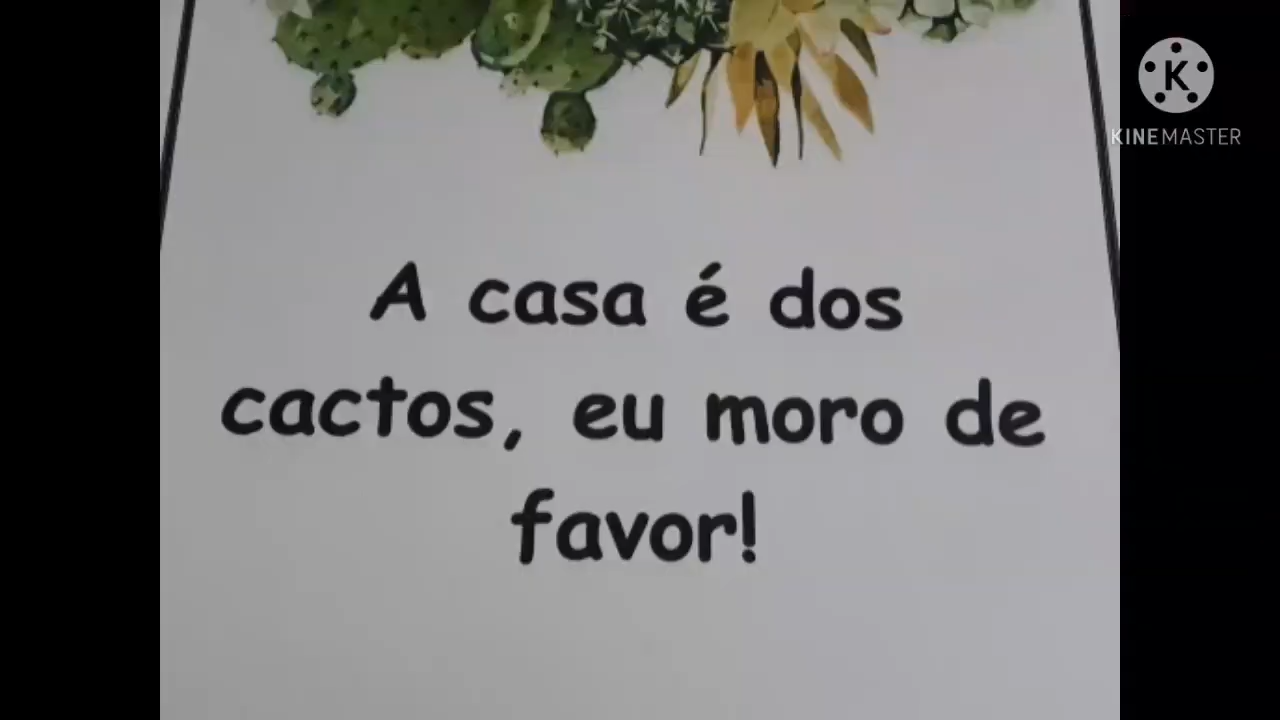 K
KINEMASTER
A casa é dos
cactos, eu moro de
favor!